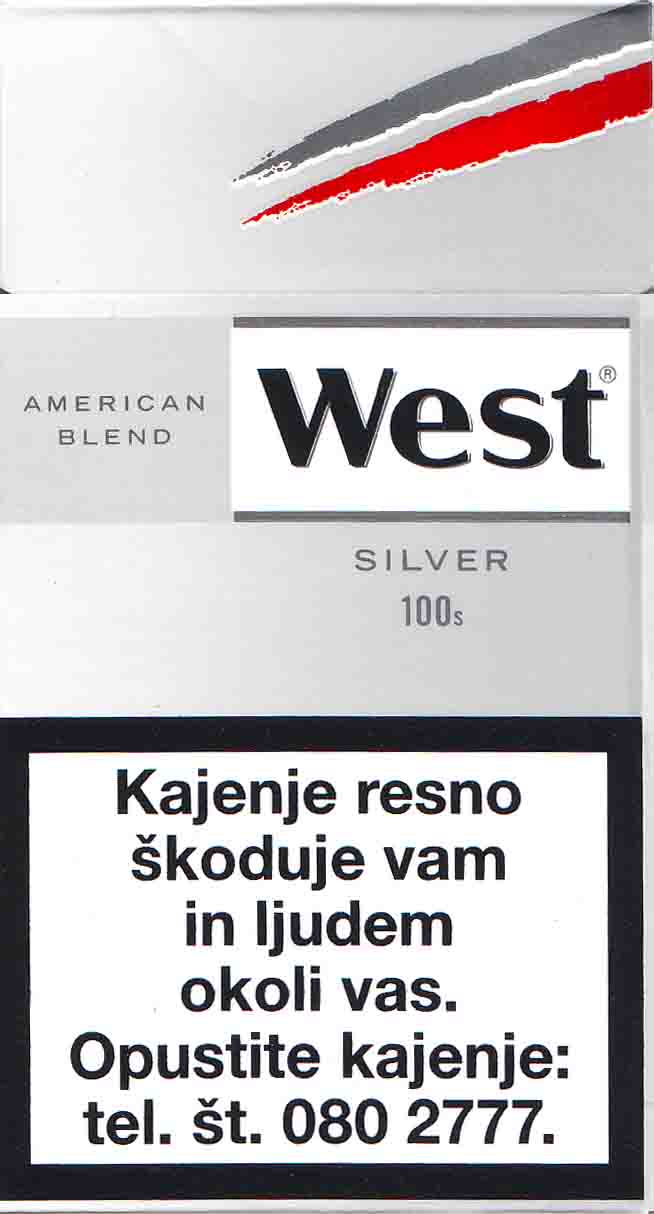 AMERICAN
BLEND
West®
SILVER
100s
Kajenje resno
škoduje vam
in ljudem
okoli vas.
Opustite kajenje:
tel. št. 080 2777.